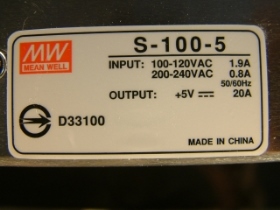 MW
MEAN WELL
S-100-5
INPUT: 100-120VAC 1.9A
200-240VAC 0.8A
50/60Hz
OUTPUT: +5V ⎓ 20A
D33100
MADE IN CHINA